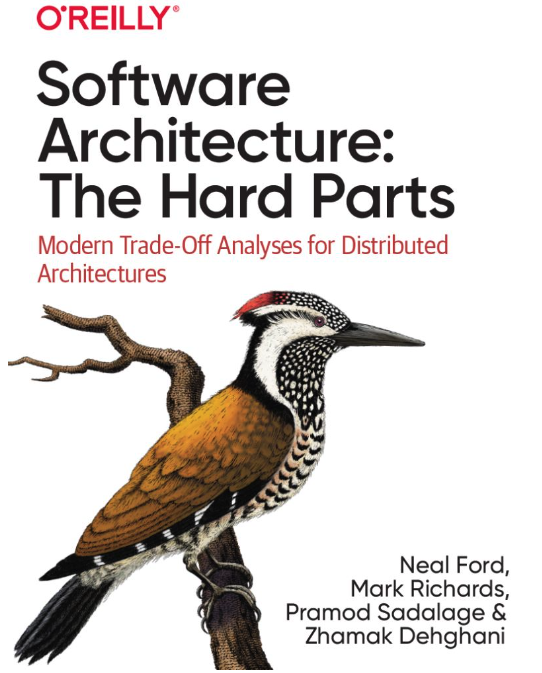 O'REILLY®
Software
Architecture:
The Hard Parts
Modern Trade-Off Analyses for Distributed
Architectures
Neal Ford,
Mark Richards,
Pramod Sadalage &
Zhamak Dehghani